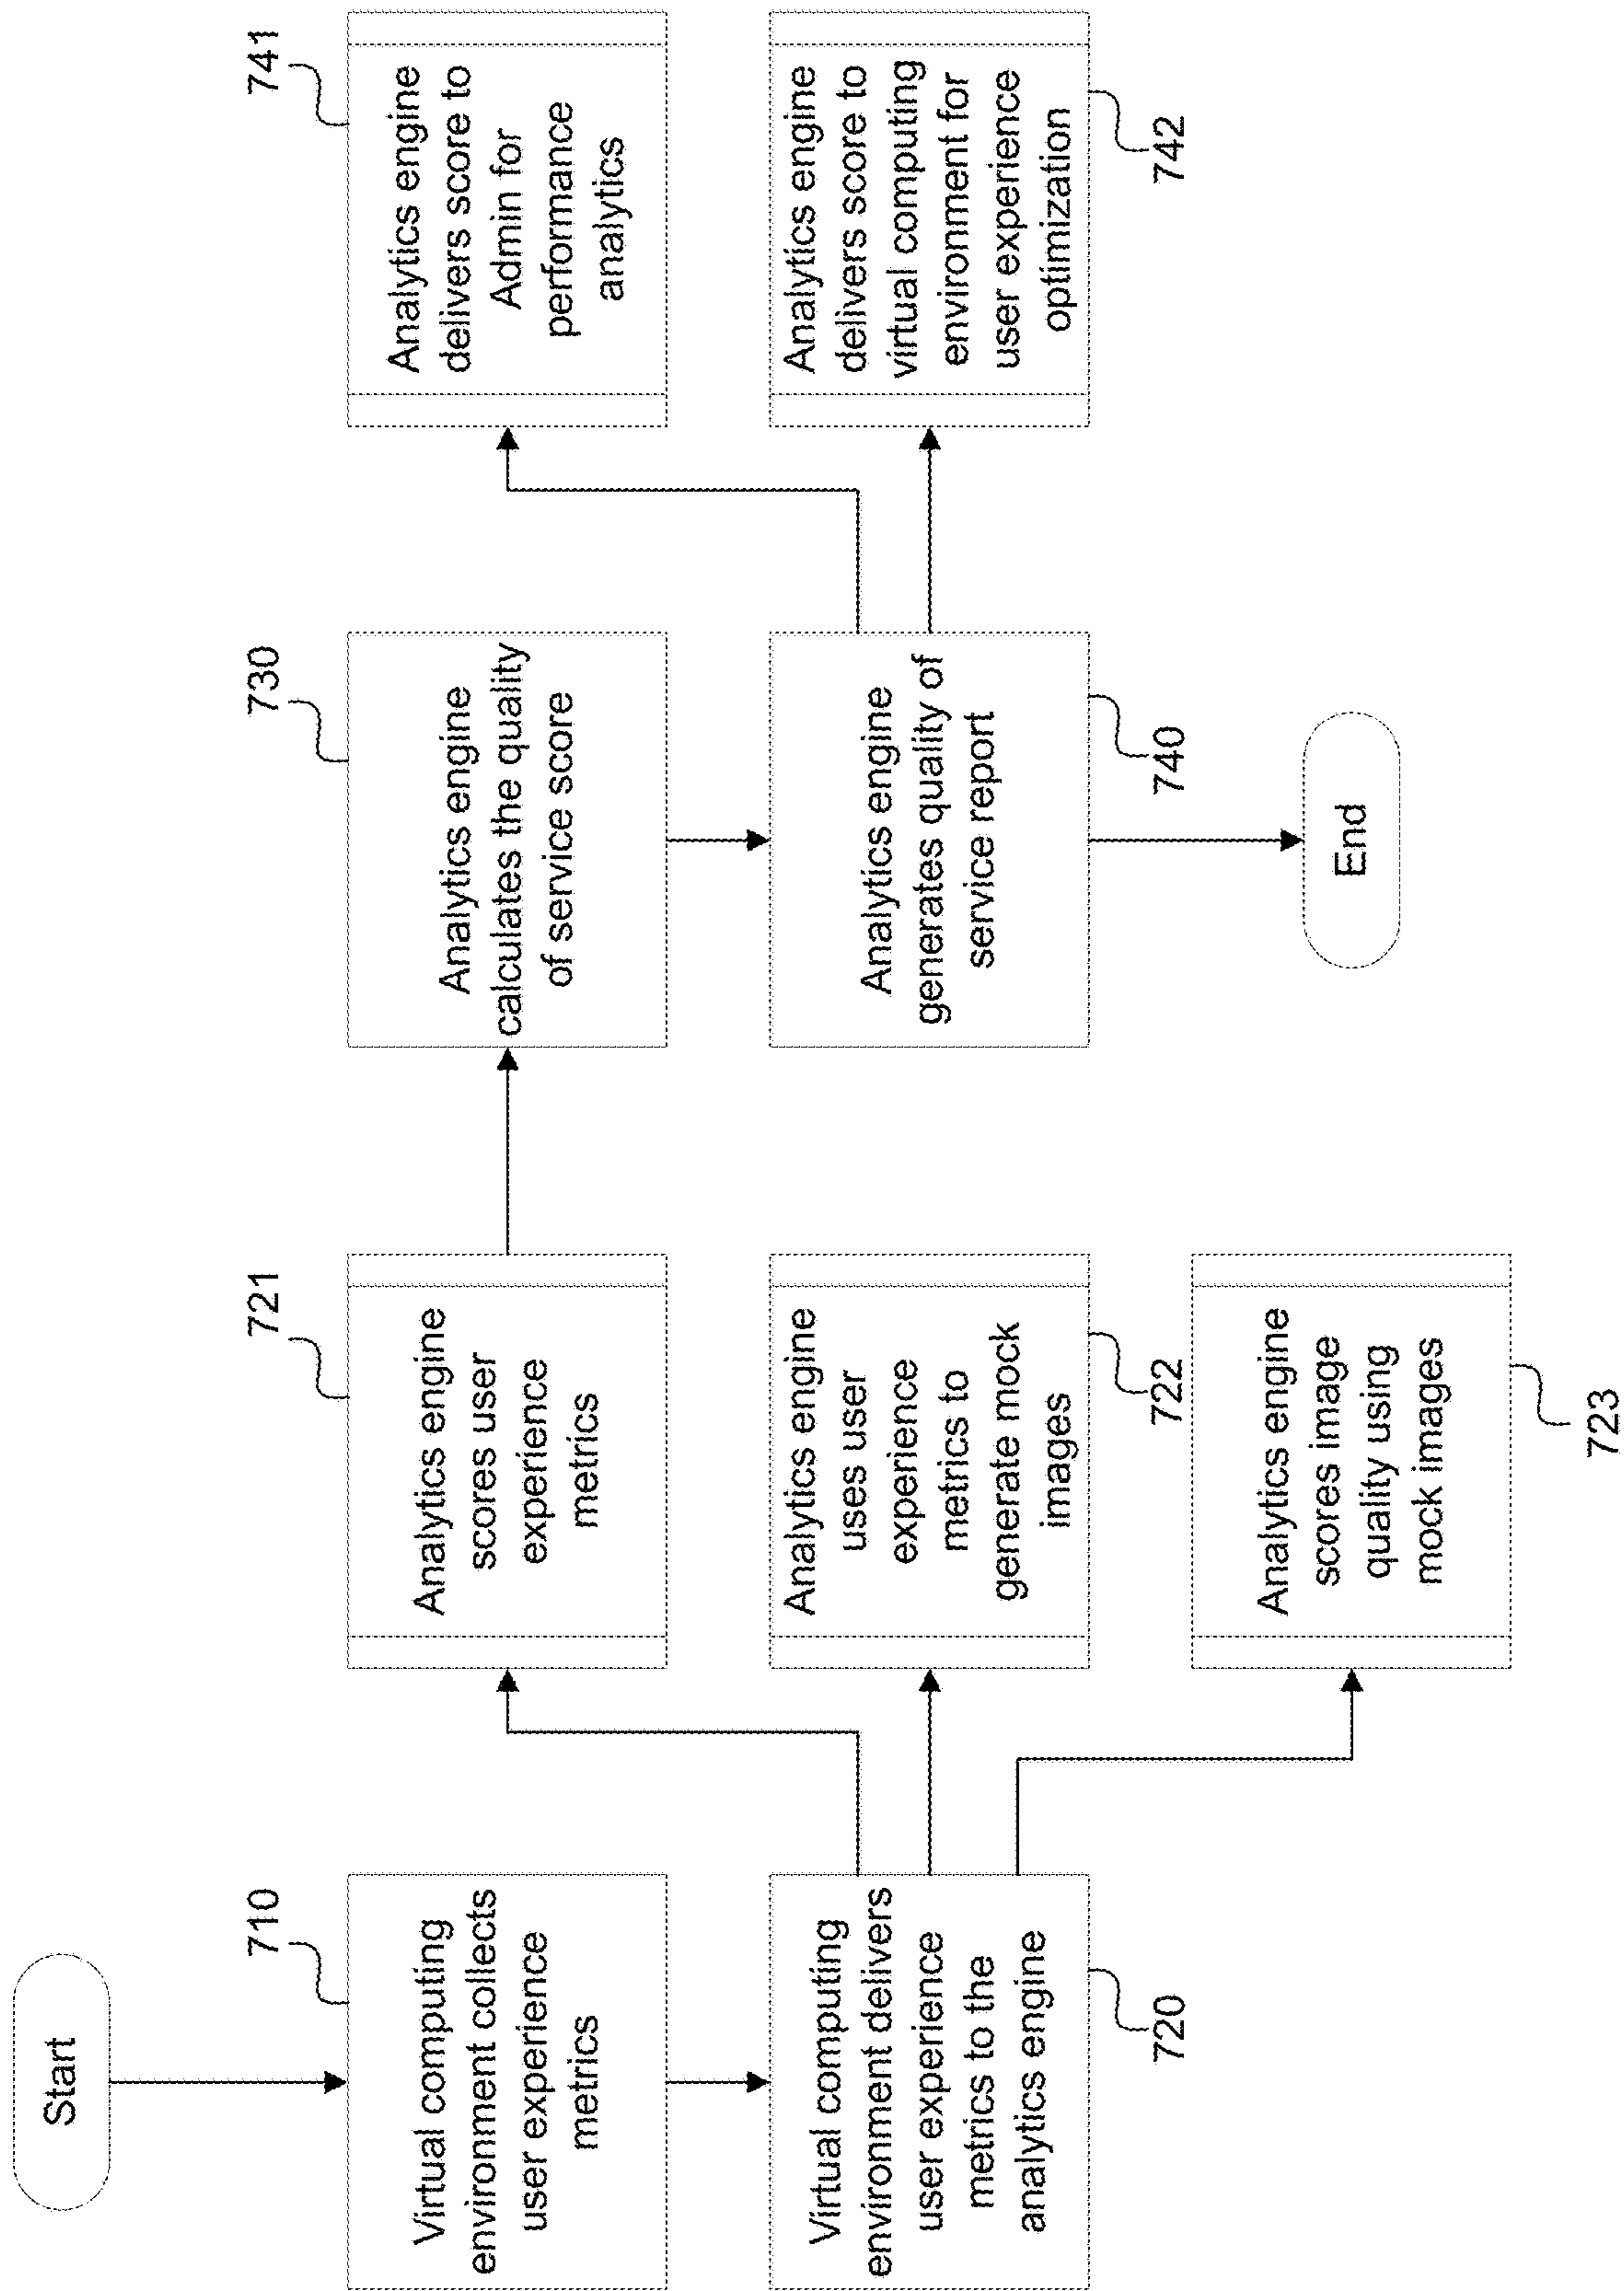 Start
710
Virtual computing
environment collects
user experience
metrics
Virtual computing
environment delivers
user experience
metrics to the
analytics engine
720
721
Analytics engine
scores user
experience
metrics
Analytics engine
uses user
experience
metrics to
generate mock
images
722
Analytics engine
scores image
quality using
mock images
723
730
Analytics engine
calculates the quality
of service score
Analytics engine
generates quality of
service report
740
End
741
Analytics engine
delivers score to
Admin for
performance
analytics
Analytics engine
delivers score to
virtual computing
environment for
user experience
optimization
742